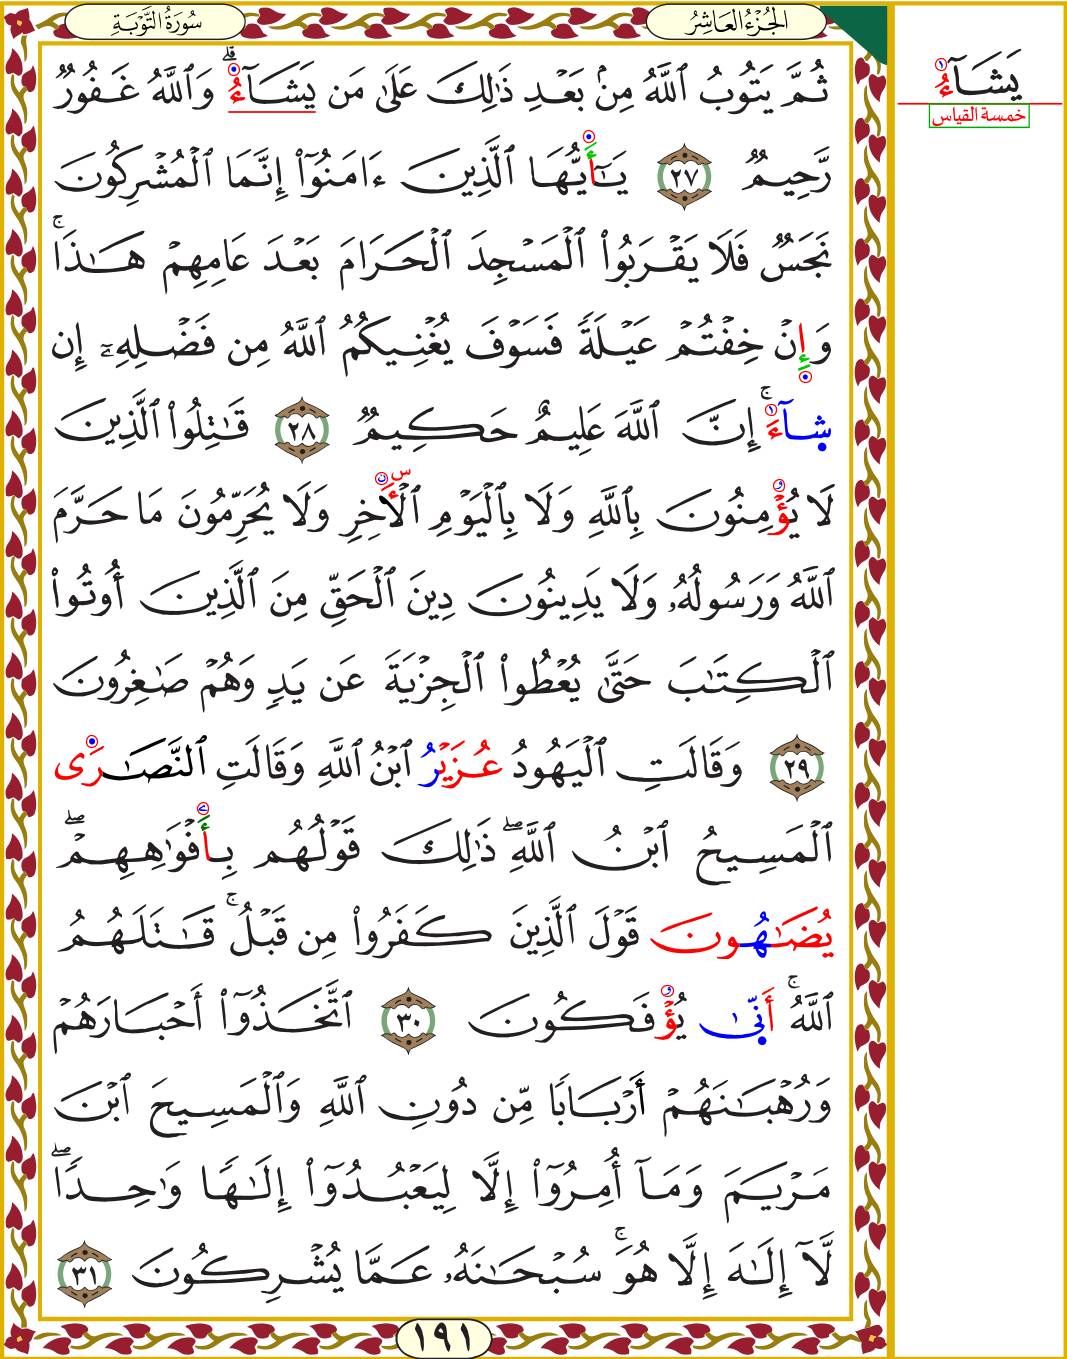 الجُزْءُ العَاشِرُ
سُورَةُ التَّوْبَةِ
يَشَآءُ
خمسة القياس
ثُمَّ يَتُوبُ ٱللَّهُ مِنۢ بَعْدِ ذَٰلِكَ عَلَىٰ مَن يَشَآءُ ۗ وَٱللَّهُ غَفُورٌ
رَّحِيمٌ ٢٧ يَـٰٓأَيُّهَا ٱلَّذِينَ ءَامَنُوٓا۟ إِنَّمَا ٱلْمُشْرِكُونَ
نَجَسٌ فَلَا يَقْرَبُوا۟ ٱلْمَسْجِدَ ٱلْحَرَامَ بَعْدَ عَامِهِمْ هَـٰذَا ۚ
وَإِنْ خِفْتُمْ عَيْلَةً فَسَوْفَ يُغْنِيكُمُ ٱللَّهُ مِن فَضْلِهِۦٓ إِن
شَآءَ ۚ إِنَّ ٱللَّهَ عَلِيمٌ حَكِيمٌ ٢٨ قَـٰتِلُوا۟ ٱلَّذِينَ
لَا يُؤْمِنُونَ بِٱللَّهِ وَلَا بِٱلْيَوْمِ ٱلْأَخِرِ وَلَا يُحَرِّمُونَ مَا حَرَّمَ
ٱللَّهُ وَرَسُولُهُۥ وَلَا يَدِينُونَ دِينَ ٱلْحَقِّ مِنَ ٱلَّذِينَ أُوتُوا۟
ٱلْكِتَـٰبَ حَتَّىٰ يُعْطُوا۟ ٱلْجِزْيَةَ عَن يَدٍ وَهُمْ صَـٰغِرُونَ
٢٩ وَقَالَتِ ٱلْيَهُودُ عُزَيْرُ ٱبْنُ ٱللَّهِ وَقَالَتِ ٱلنَّصَـٰرَى
ٱلْمَسِيحُ ٱبْنُ ٱللَّهِ ۖ ذَٰلِكَ قَوْلُهُم بِأَفْوَٰهِهِمْ ۖ
يُضَـٰهُونَ قَوْلَ ٱلَّذِينَ كَفَرُوا۟ مِن قَبْلُ ۚ قَـٰتَلَهُمُ
ٱللَّهُ ۚ أَنَّىٰ يُؤْفَكُونَ ٣٠ ٱتَّخَذُوٓا۟ أَحْبَارَهُمْ
وَرُهْبَـٰنَهُمْ أَرْبَابًا مِّن دُونِ ٱللَّهِ وَٱلْمَسِيحَ ٱبْنَ
مَرْيَمَ وَمَآ أُمِرُوٓا۟ إِلَّا لِيَعْبُدُوٓا۟ إِلَـٰهًا وَٰحِدًا ۖ
لَّآ إِلَـٰهَ إِلَّا هُوَ ۚ سُبْحَـٰنَهُۥ عَمَّا يُشْرِكُونَ ٣١
١٩١